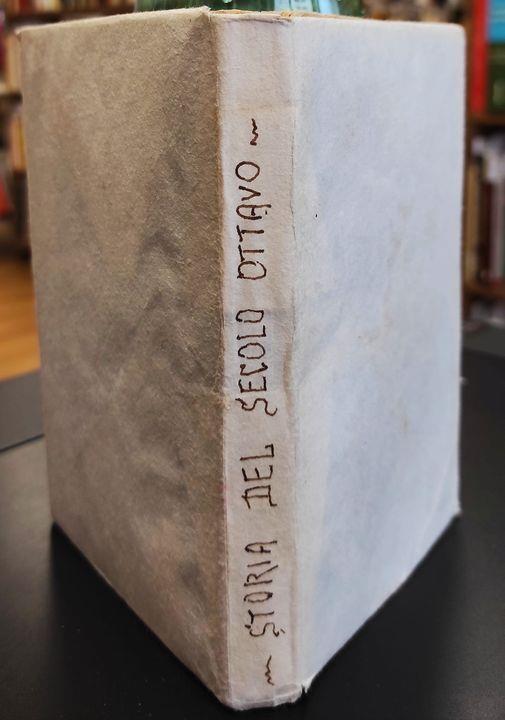 ~ STORIA DEL SECOLO OTTAVO ~